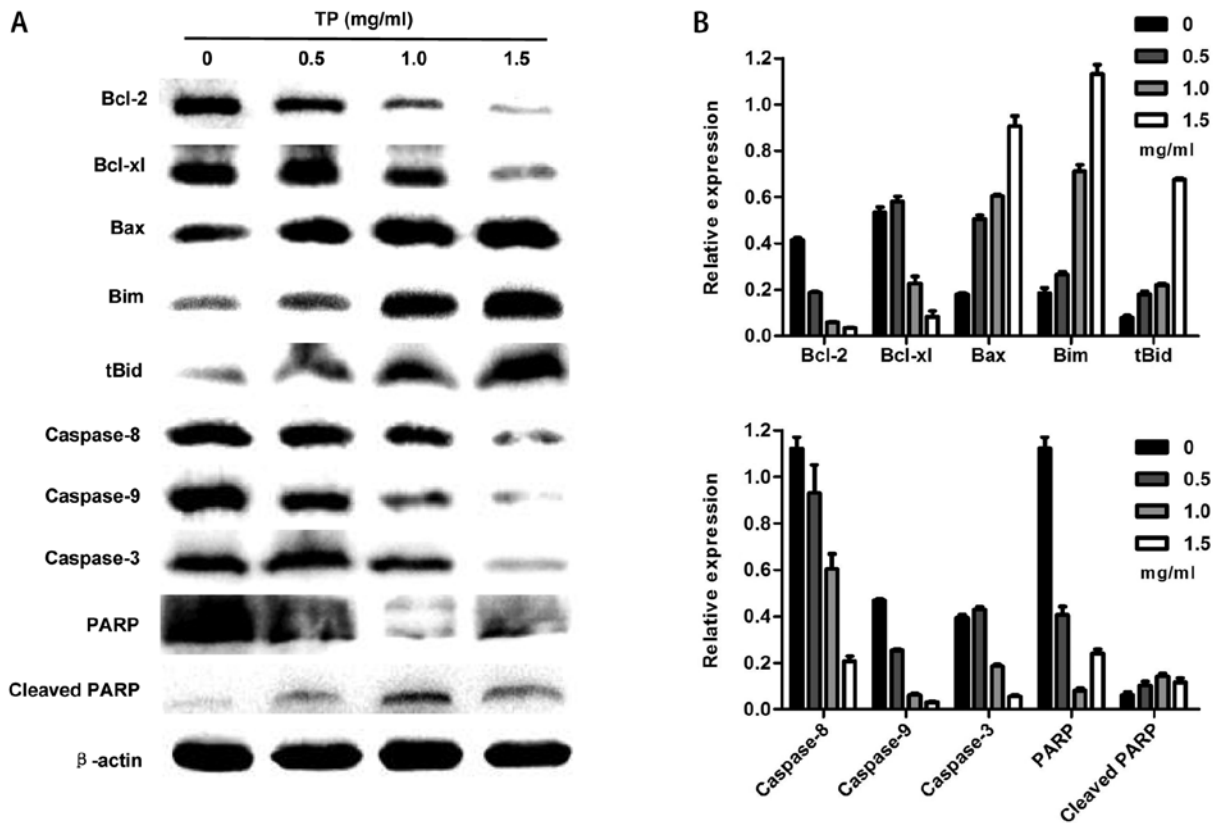 A
TP (mg/ml)
0 0.5 1.0 1.5
Bcl-2
Bcl-xl
Bax
Bim
tBid
Caspase-8
Caspase-9
Caspase-3
PARP
Cleaved PARP
β-actin
B
Relative expression
1.2
1.0
0.8
0.6
0.4
0.2
0.0
Bcl-2 Bcl-xl Bax Bim tBid
0
0.5
1.0
1.5
mg/ml
Relative expression
1.2
1.0
0.8
0.6
0.4
0.2
0.0
Caspase-8 Caspase-9 Caspase-3 PARP Cleaved PARP
0
0.5
1.0
1.5
mg/ml